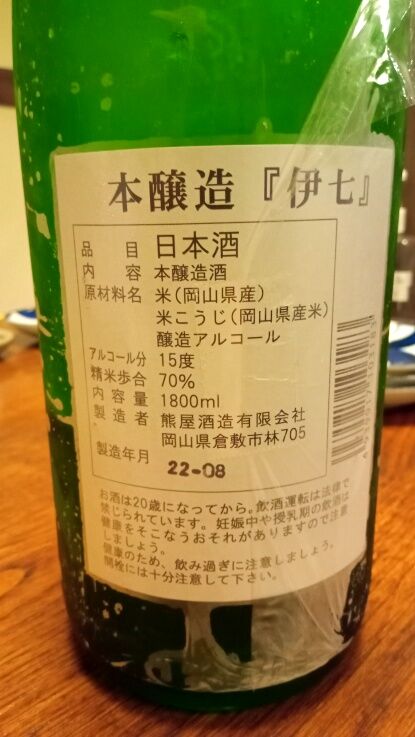 本醸造『伊七』
品目 日本酒
内容 本醸造酒
原材料名 米(岡山県産)
米こうじ(岡山県産米)
醸造アルコール
アルコール分 15度
精米歩合 70%
内容量 1800ml
製造者 熊屋酒造有限会社
岡山県倉敷市林705
製造年月 22-08
お酒は20歳になってから。飲酒運転は法律で
禁じられています。妊娠中や授乳期の飲酒は
健康をそこなうおそれがありますので注意
しましょう。
健康のため、飲み過ぎに注意しましょう。
開栓には十分注意して下さい。